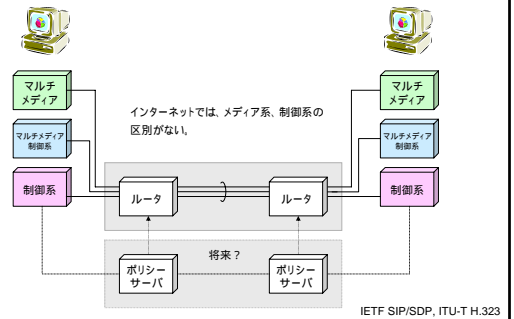 マルチ
メディア
マルチ
メディア
インターネットでは、メディア系、制御系の
区別がない。
マルチメディア
制御系
マルチメディア
制御系
制御系
ルータ
ルータ
制御系
将来？
ポリシー
サーバ
ポリシー
サーバ
IETF SIP/SDP, ITU-T H.323